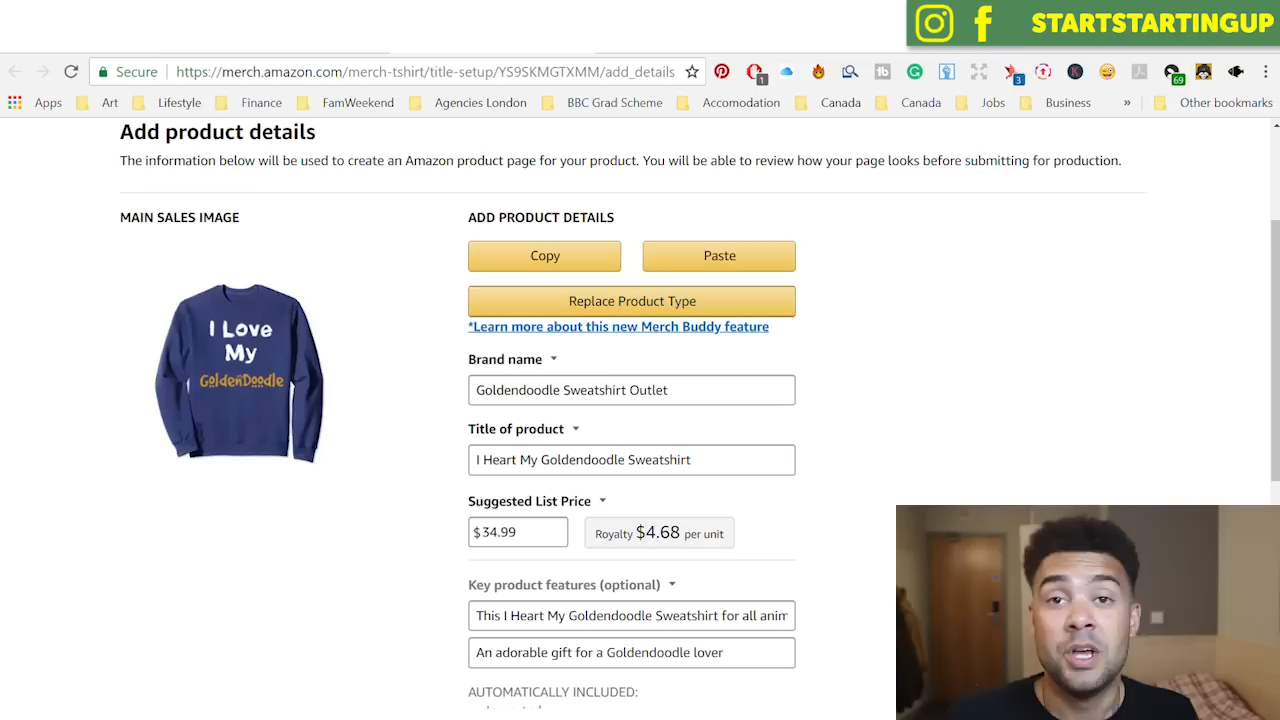 STARTSTARTINGUP
Secure https://merch.amazon.com/merch-tshirt/title-setup/YS9SKMGTXMM/add_details
1
3
69
Apps Art Lifestyle Finance FamWeekend Agencies London BBC Grad Scheme Accomodation Canada Canada Jobs Business » Other bookmarks
Add product details
The information below will be used to create an Amazon product page for your product. You will be able to review how your page looks before submitting for production.
MAIN SALES IMAGE
ADD PRODUCT DETAILS
Copy Paste
Replace Product Type
*Learn more about this new Merch Buddy feature
I Love
My
GoldenDoodle
Brand name
Goldendoodle Sweatshirt Outlet
Title of product
I Heart My Goldendoodle Sweatshirt
Suggested List Price
$34.99 Royalty $4.68 per unit
Key product features (optional)
This I Heart My Goldendoodle Sweatshirt for all anim
An adorable gift for a Goldendoodle lover
AUTOMATICALLY INCLUDED: